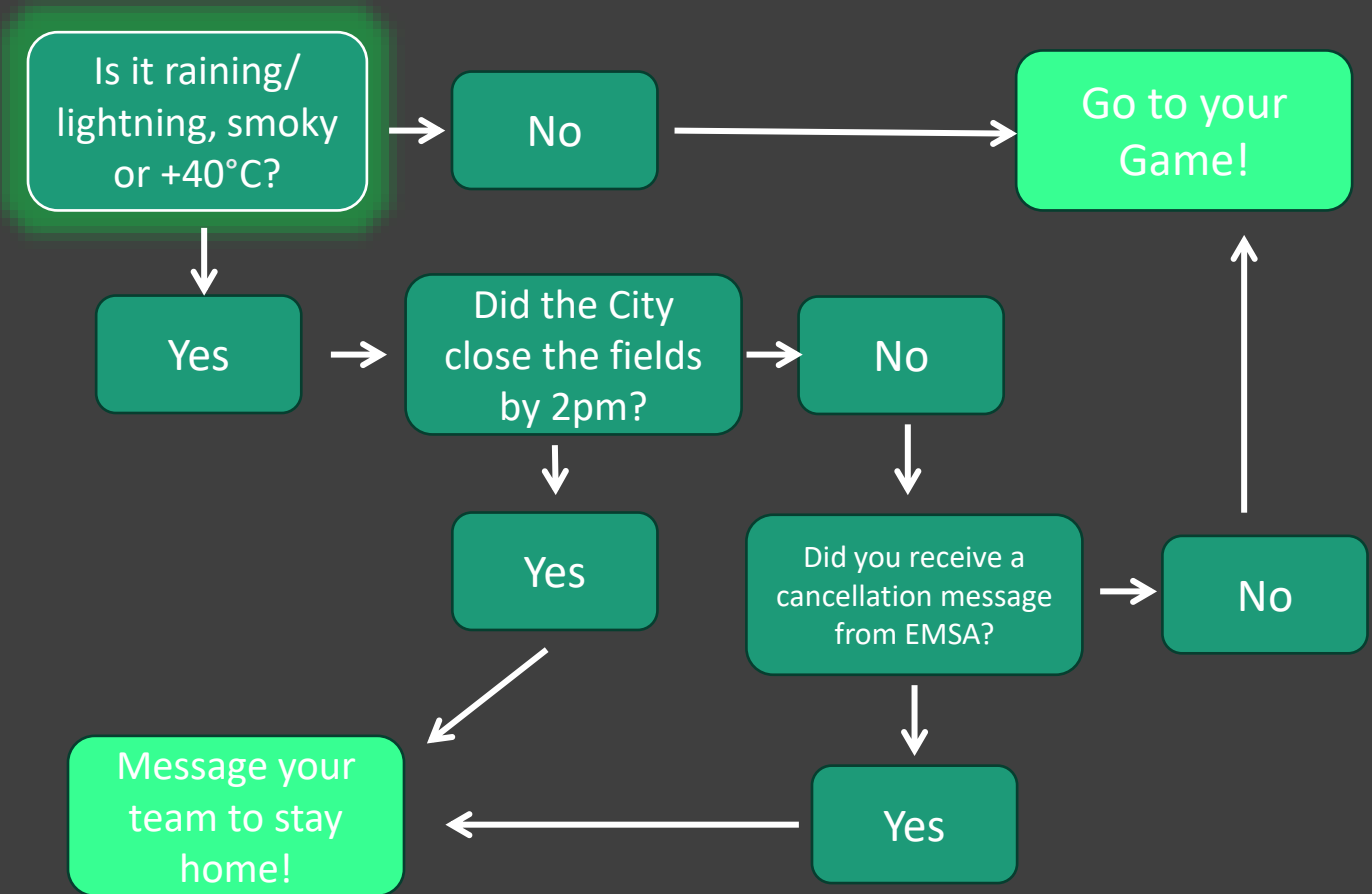 Is it raining/
lightning, smoky
or +40°C?
No
Go to your
Game!
Yes
Did the City
close the fields
by 2pm?
No
Yes
Did you receive a
cancellation message
from EMSA?
No
Message your
team to stay
home!
Yes